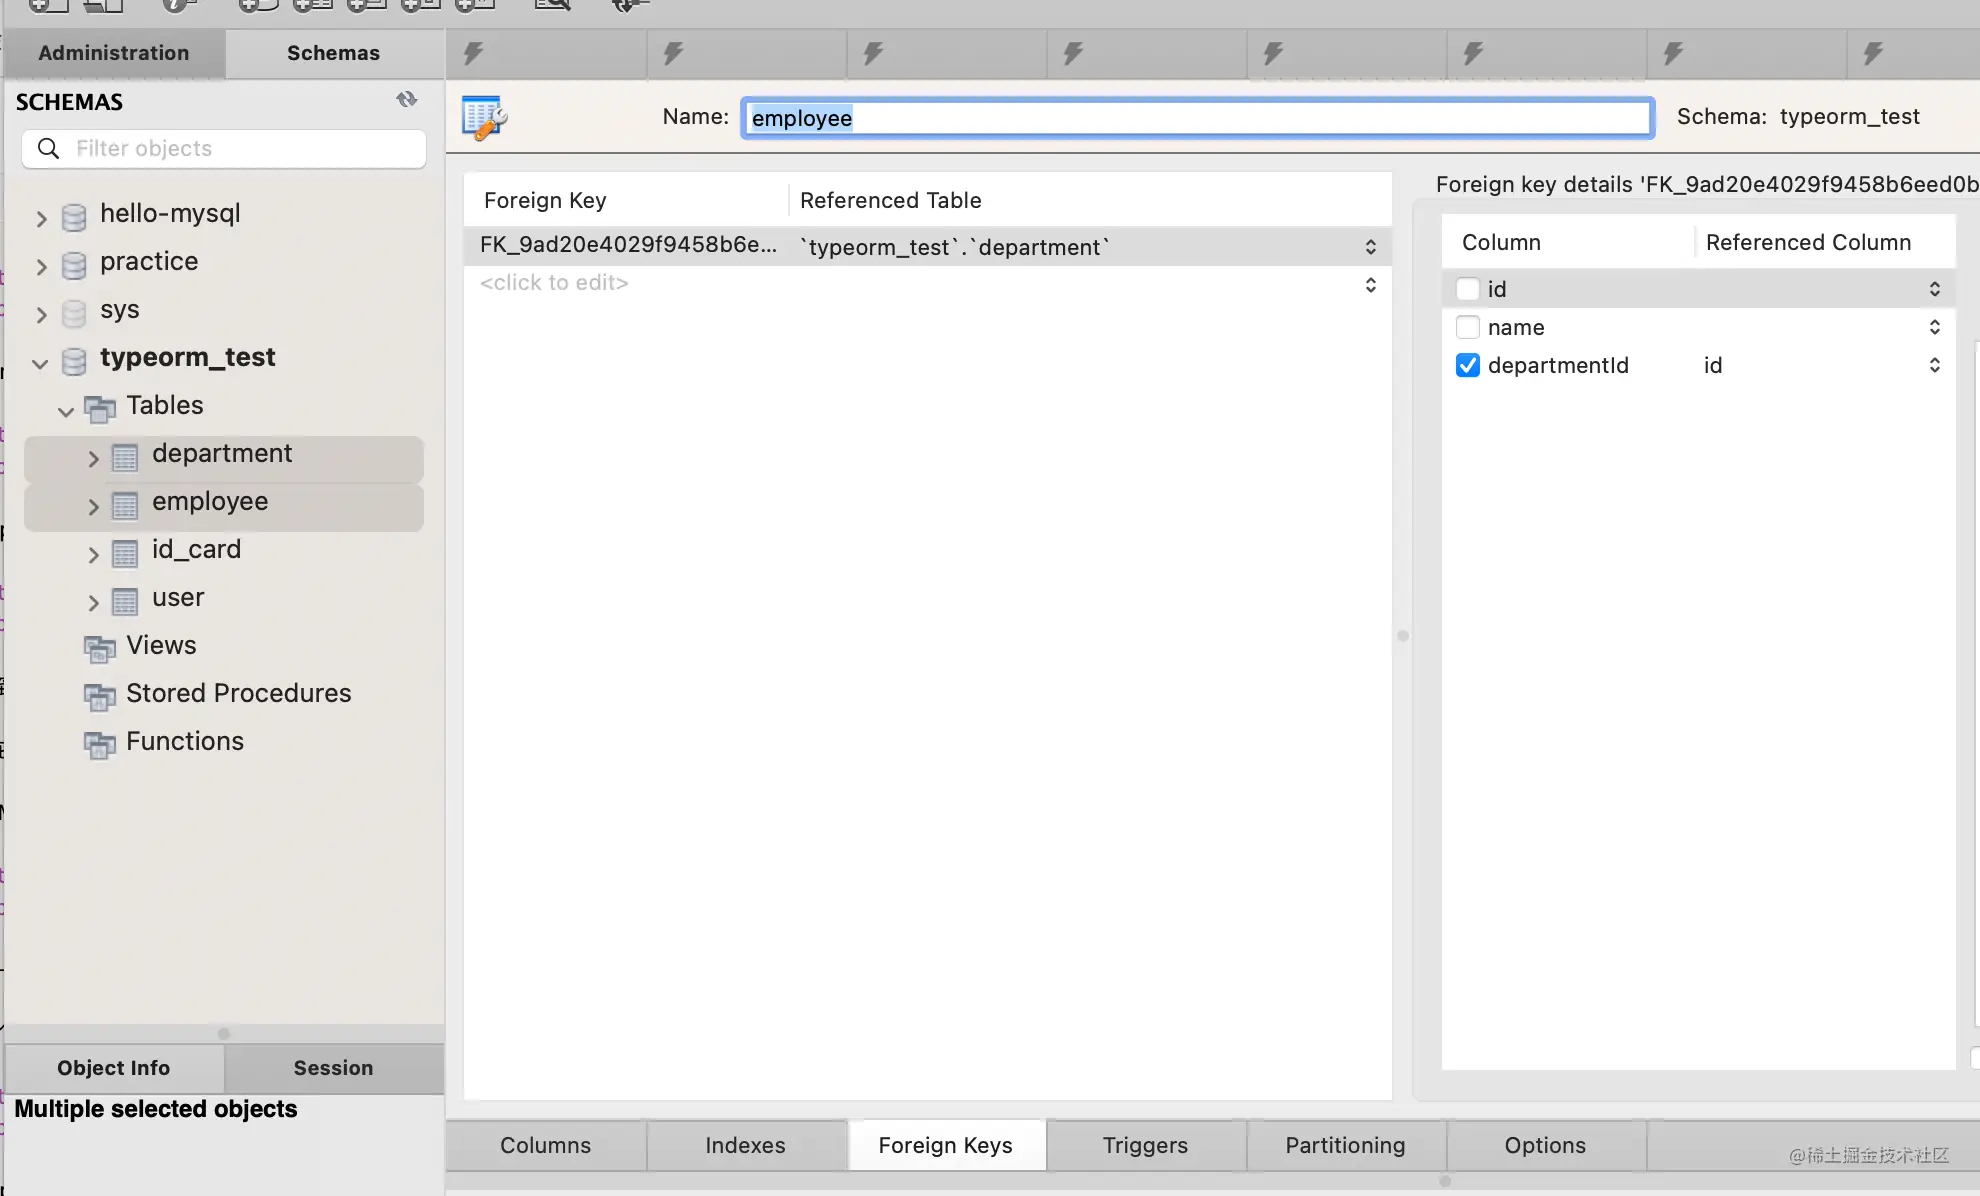 Administration
Schemas
SCHEMAS
Filter objects
hello-mysql
practice
sys
typeorm_test
Tables
department
employee
id_card
user
Views
Stored Procedures
Functions
Object Info
Session
Multiple selected objects
Name: employee
Schema: typeorm_test
Foreign Key Referenced Table
FK_9ad20e4029f9458b6e... `typeorm_test`.`department`
<click to edit>
Foreign key details 'FK_9ad20e4029f9458b6eed0b
Column Referenced Column
id
name
departmentId id
Columns
Indexes
Foreign Keys
Triggers
Partitioning
Options
@稀土掘金技术社区